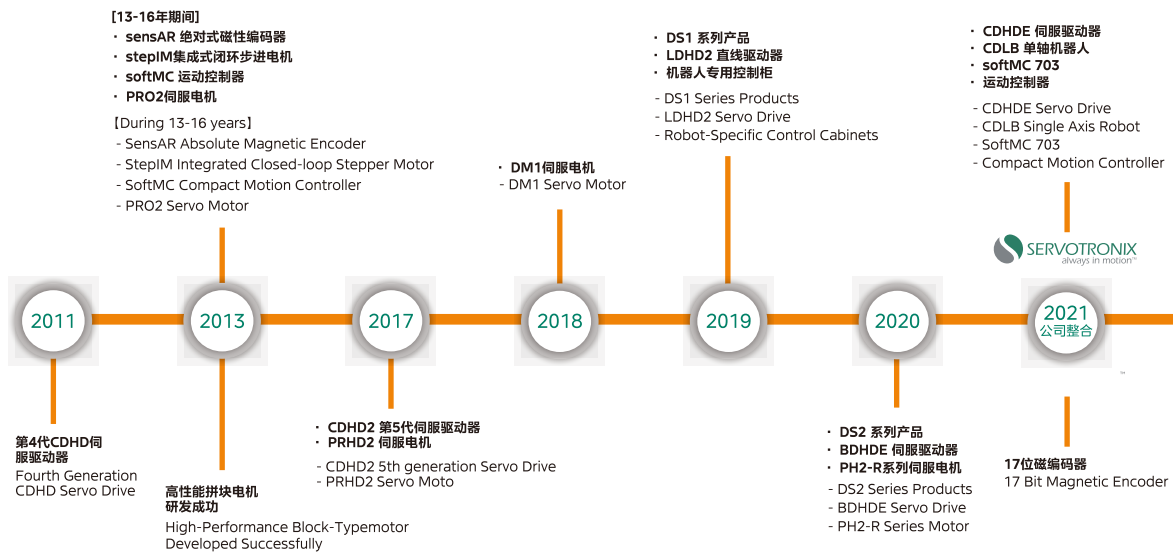 [13-16年期间]
· sensAR 绝对式磁性编码器
· stepIM集成式闭环步进电机
· softMC 运动控制器
· PRO2伺服电机
【During 13-16 years】
- SensAR Absolute Magnetic Encoder
- StepIM Integrated Closed-loop Stepper Motor
- SoftMC Compact Motion Controller
- PRO2 Servo Motor
· DM1伺服电机
- DM1 Servo Motor
· DS1 系列产品
· LDHD2 直线驱动器
· 机器人专用控制柜
- DS1 Series Products
- LDHD2 Servo Drive
- Robot-Specific Control Cabinets
· CDHDE 伺服驱动器
· CDLB 单轴机器人
· softMC 703
· 运动控制器
- CDHDE Servo Drive
- CDLB Single Axis Robot
- SoftMC 703
- Compact Motion Controller
SERVOTRONIX
always in motion™
2011
2013
2017
2018
2019
2020
2021
公司整合
™
第4代CDHD伺
服驱动器
Fourth Generation
CDHD Servo Drive
高性能拼块电机
研发成功
High-Performance Block-Typemotor
Developed Successfully
· CDHD2 第5代伺服驱动器
· PRHD2 伺服电机
- CDHD2 5th generation Servo Drive
- PRHD2 Servo Moto
· DS2 系列产品
· BDHDE 伺服驱动器
· PH2-R系列伺服电机
- DS2 Series Products
- BDHDE Servo Drive
- PH2-R Series Motor
17位磁编码器
17 Bit Magnetic Encoder